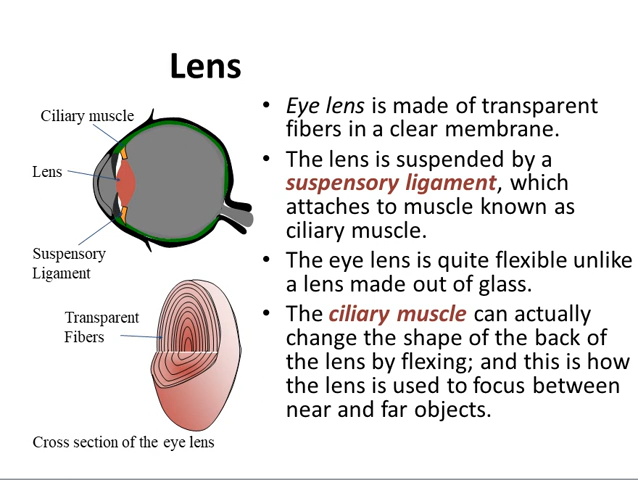 Lens
Ciliary muscle
Lens
Suspensory
Ligament
Transparent
Fibers
Cross section of the eye lens
• Eye lens is made of transparent
fibers in a clear membrane.
• The lens is suspended by a
suspensory ligament, which
attaches to muscle known as
ciliary muscle.
• The eye lens is quite flexible unlike
a lens made out of glass.
• The ciliary muscle can actually
change the shape of the back of
the lens by flexing; and this is how
the lens is used to focus between
near and far objects.